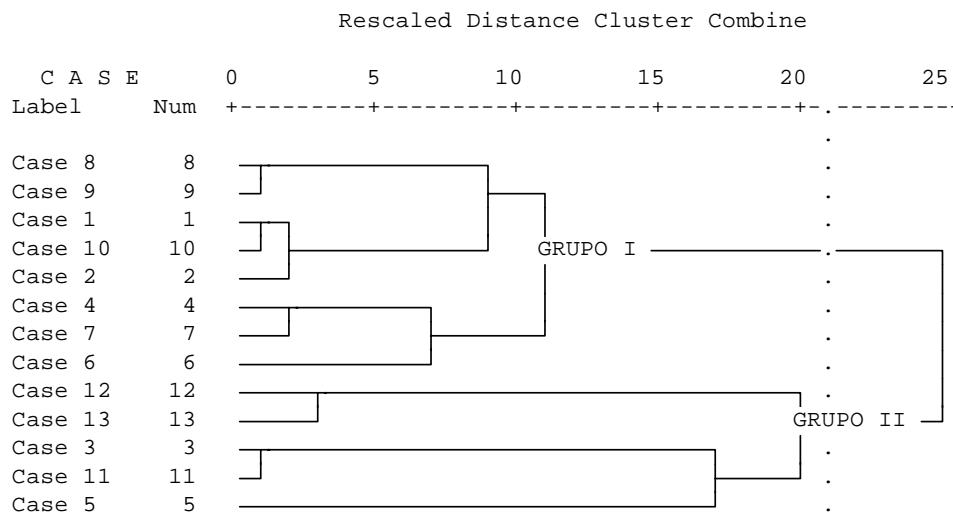 Rescaled Distance Cluster Combine
C A S E 0 5 10 15 20 25
Label Num +---------+---------+---------+---------+---------+
Case 8 8
Case 9 9
Case 1 1
Case 10 10
GRUPO I
Case 2 2
Case 4 4
Case 7 7
Case 6 6
Case 12 12
Case 13 13
GRUPO II
Case 3 3
Case 11 11
Case 5 5